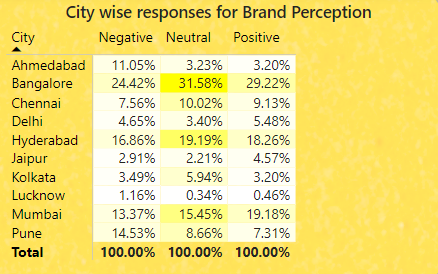 City wise responses for Brand Perception
City Negative Neutral Positive
Ahmedabad 11.05% 3.23% 3.20%
Bangalore 24.42% 31.58% 29.22%
Chennai 7.56% 10.02% 9.13%
Delhi 4.65% 3.40% 5.48%
Hyderabad 16.86% 19.19% 18.26%
Jaipur 2.91% 2.21% 4.57%
Kolkata 3.49% 5.94% 3.20%
Lucknow 1.16% 0.34% 0.46%
Mumbai 13.37% 15.45% 19.18%
Pune 14.53% 8.66% 7.31%
Total 100.00% 100.00% 100.00%